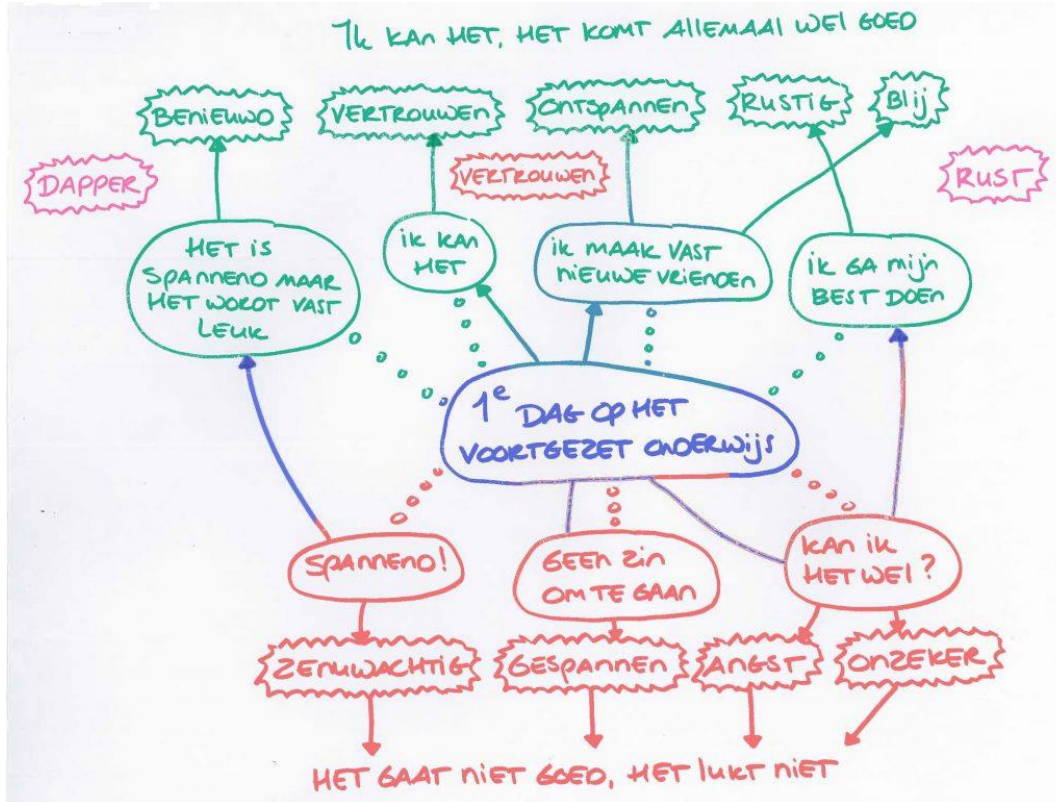 Ik KAN HET, HET KOMT ALLEMAAL WEL GOED
BENIEUWD
VERTROUWEN
ONTSPANNEN
RUSTIG
Blij
DAPPER
VERTROUWEN
RUST
HET IS
SPANNEND MAAR
HET WORDT VAST
LEUK
iK KAN
HET
iK MAAK VAST
NIEUWE VRIENDEN
iK GA MIJN
BEST DOEN
1e DAG OP HET
VOORTGEZET ONDERWIJS
SPANNEND!
GEEN ZIN
OM TE GAAN
KAN IK
HET WEL?
ZENUWACHTIG
GESPANNEN
ANGST
ONZEKER
HET GAAT NIET GOED, HET LUKT NIET